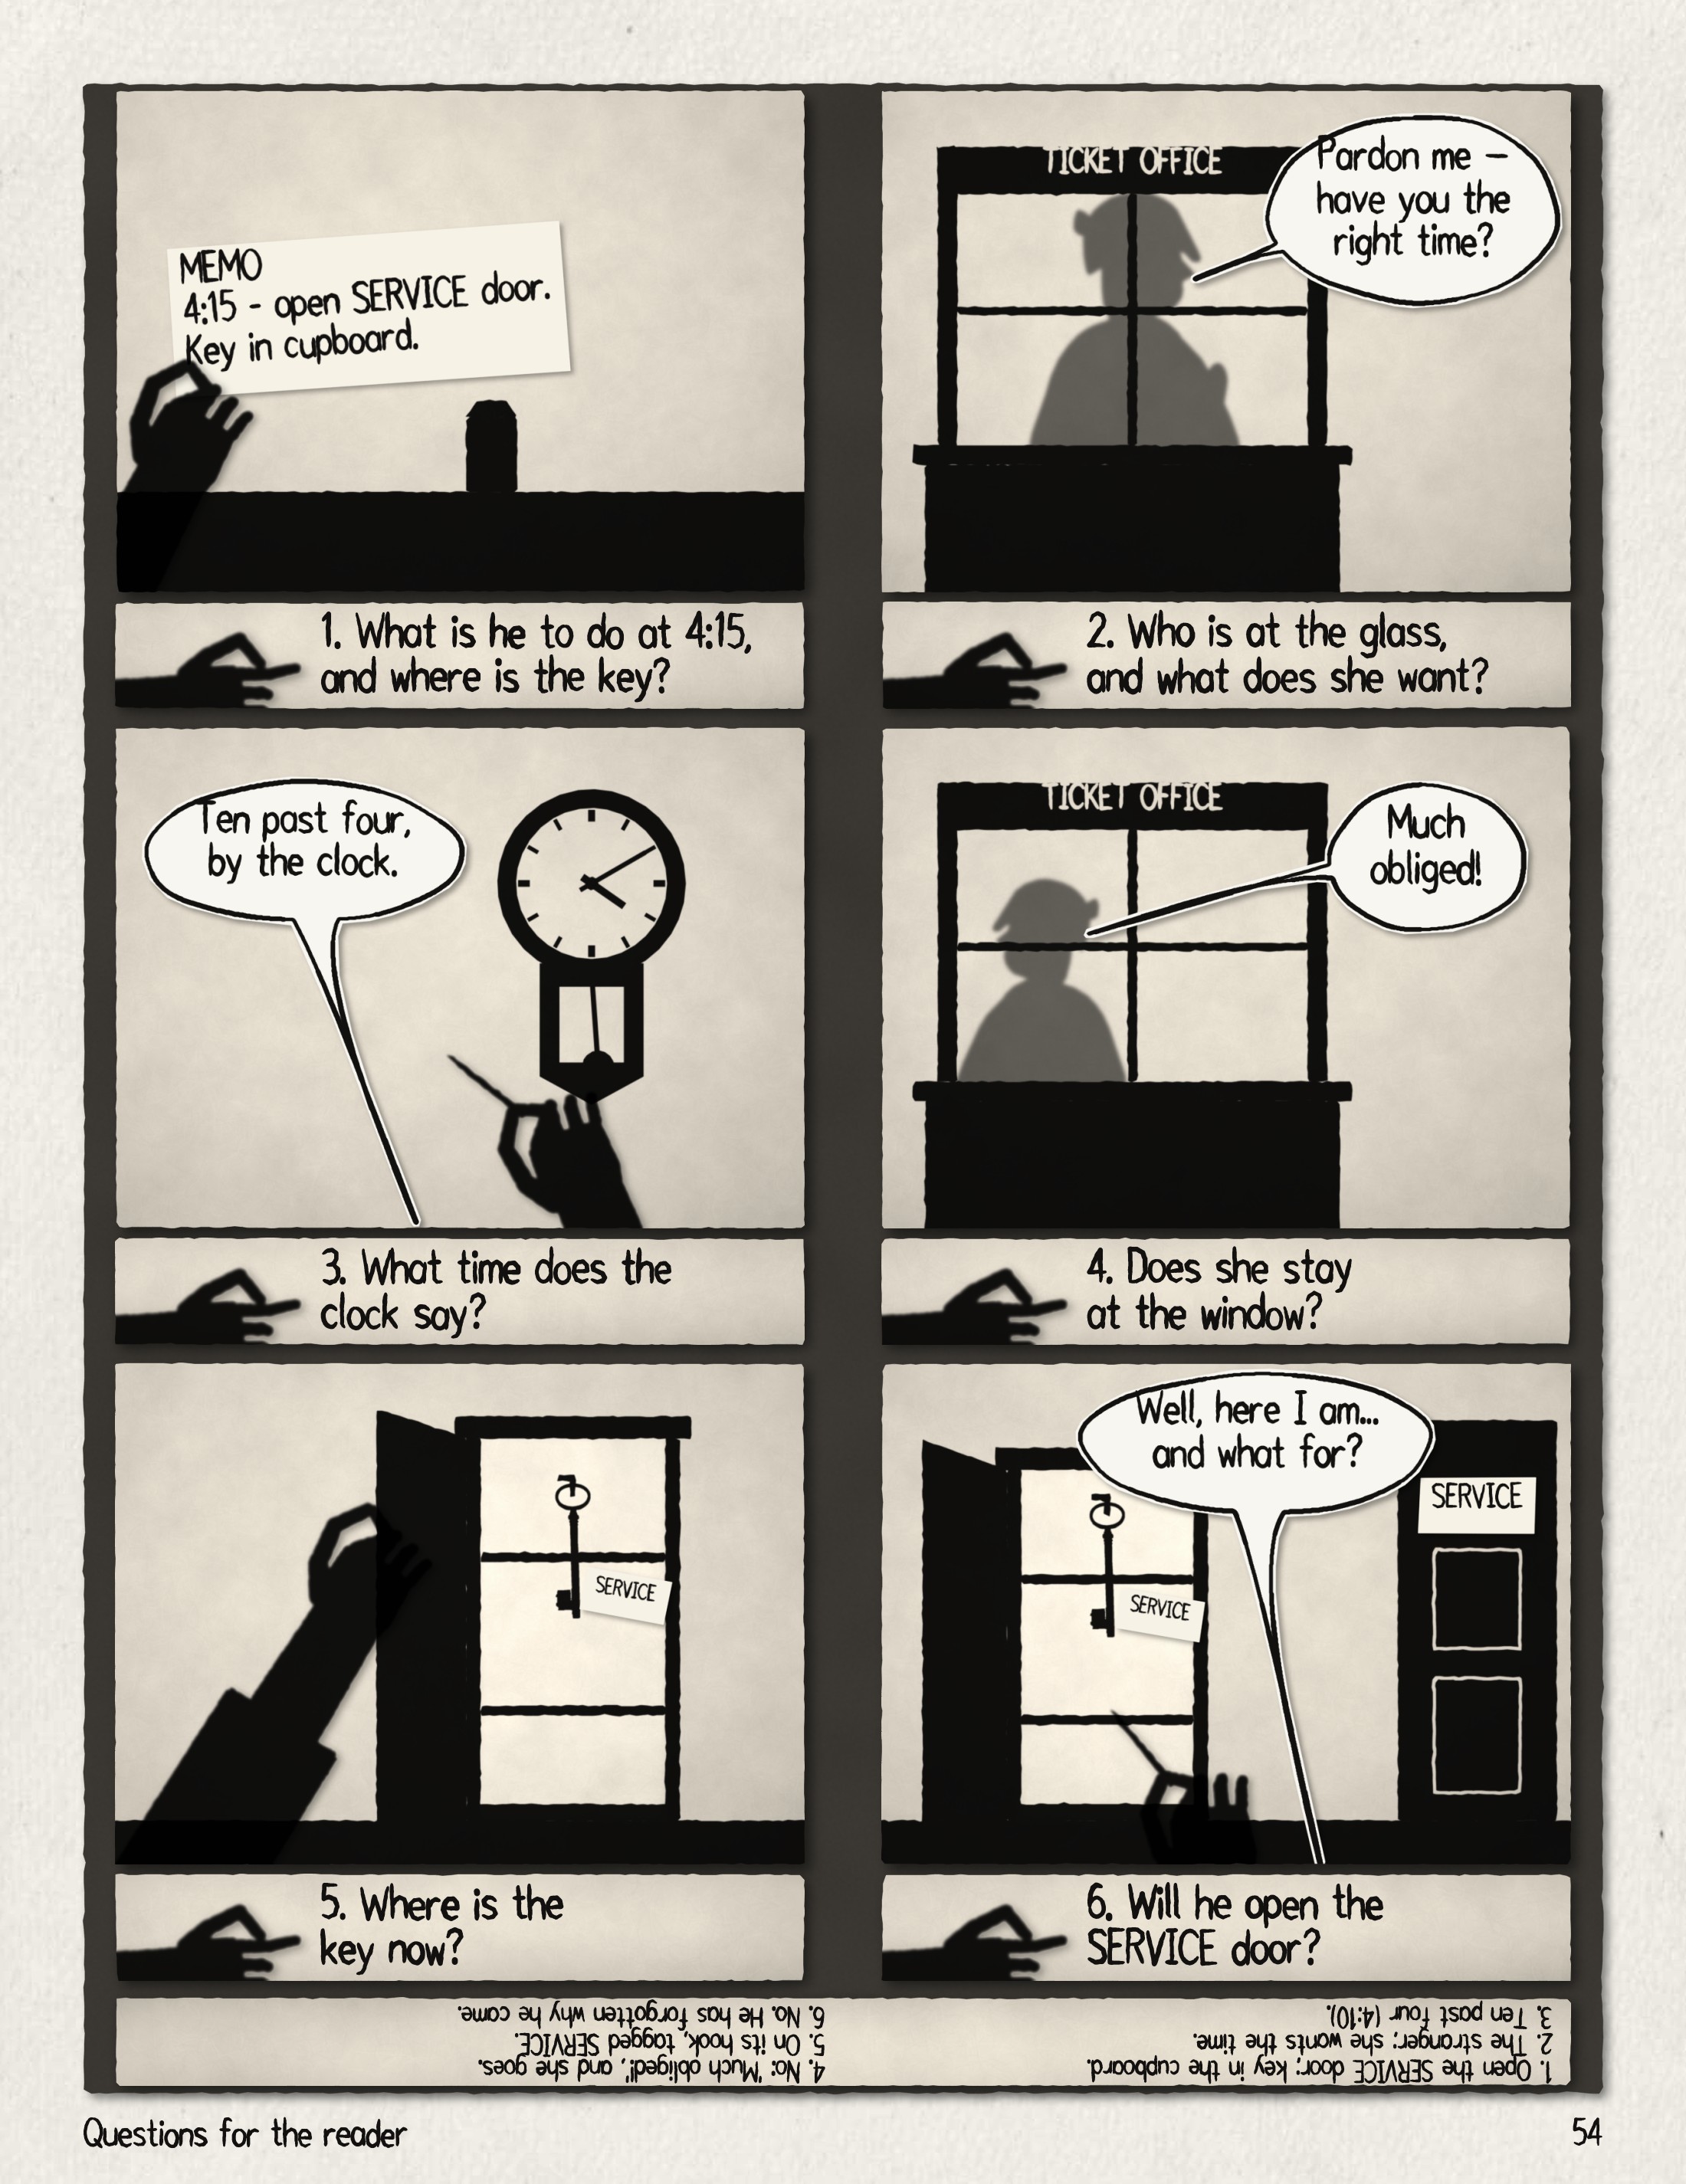 MEMO
4:15 - open SERVICE door.
Key in cupboard.
1. What is he to do at 4:15,
and where is the key?
TICKET OFFICE
Pardon me –
have you the
right time?
2. Who is at the glass,
and what does she want?
Ten past four,
by the clock.
3. What time does the
clock say?
TICKET OFFICE
Much
obliged!
4. Does she stay
at the window?
SERVICE
5. Where is the
key now?
Well, here I am...
and what for?
SERVICE
SERVICE
6. Will he open the
SERVICE door?
1. Open the SERVICE door; key in the cupboard.
2. The stranger; she wants the time.
3. Ten past four (4:10).
4. No: 'Much obliged!', and she goes.
5. On its hook, tagged SERVICE.
6. No. He has forgotten why he came.
Questions for the reader
54